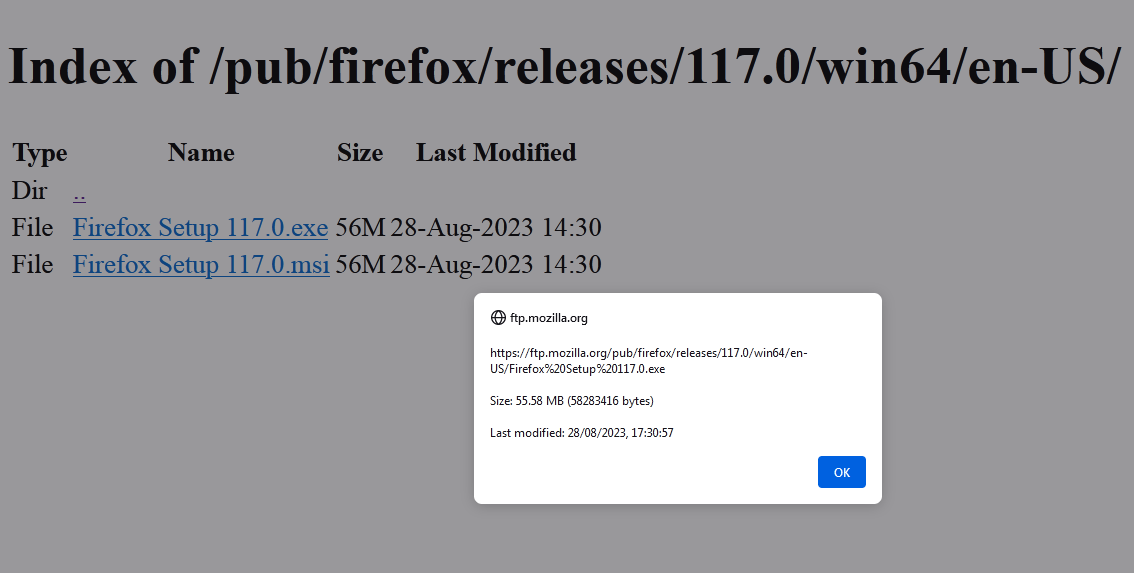 Index of /pub/firefox/releases/117.0/win64/en-US/
Type Name Size Last Modified
Dir ..
File Firefox Setup 117.0.exe 56M 28-Aug-2023 14:30
File Firefox Setup 117.0.msi 56M 28-Aug-2023 14:30
ftp.mozilla.org
https://ftp.mozilla.org/pub/firefox/releases/117.0/win64/en-
US/Firefox%20Setup%20117.0.exe
Size: 55.58 MB (58283416 bytes)
Last modified: 28/08/2023, 17:30:57
OK